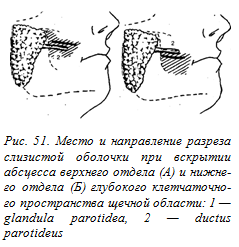 2
Рис. 51. Место и направление разреза
слизистой оболочки при вскрытии
абсцесса верхнего отдела (А) и нижне-
го отдела (Б) глубокого клетчаточно-
го пространства щечной области: 1 —
glandula parotidea, 2 — ductus
parotideus